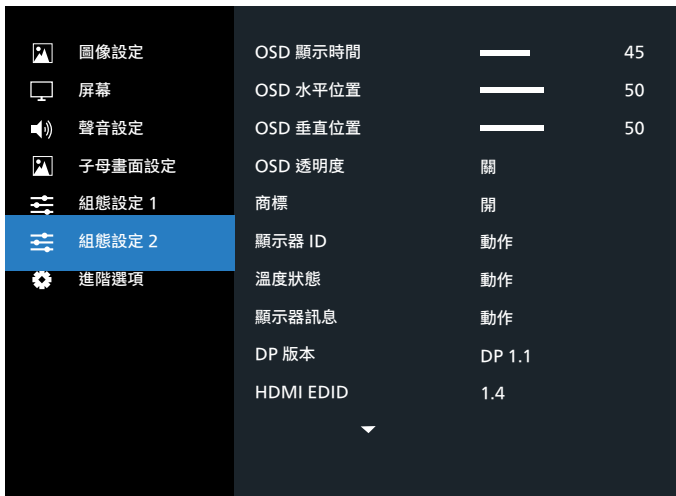 圖像設定
屏幕
聲音設定
子母畫面設定
組態設定 1
組態設定 2
進階選項
OSD 顯示時間 45
OSD 水平位置 50
OSD 垂直位置 50
OSD 透明度 關
商標 開
顯示器 ID 動作
溫度狀態 動作
顯示器訊息 動作
DP 版本 DP 1.1
HDMI EDID 1.4